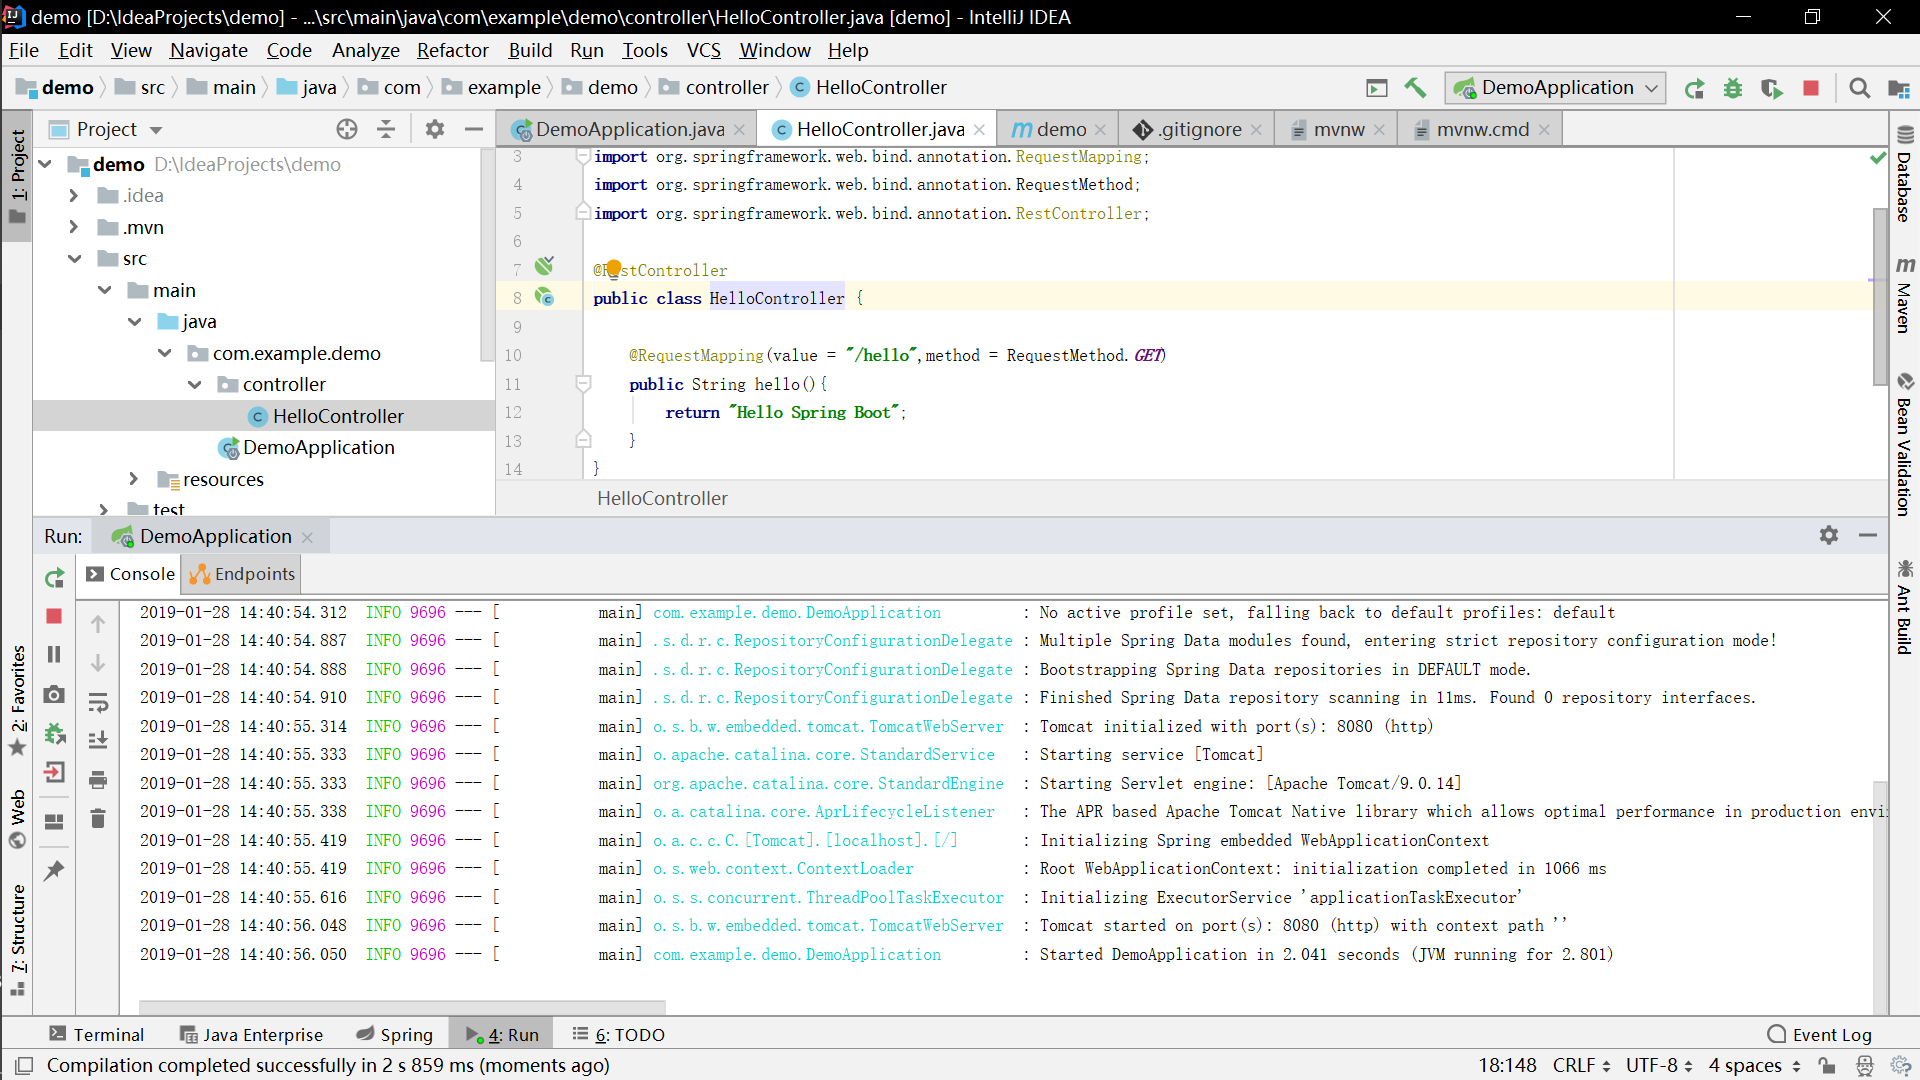 demo [D:\IdeaProjects\demo] - ...\src\main\java\com\example\demo\controller\HelloController.java [demo] - IntelliJ IDEA
File Edit View Navigate Code Analyze Refactor Build Run Tools VCS Window Help
demo src main java com example demo controller HelloController DemoApplication
1: Project
Project
DemoApplication.java HelloController.java demo .gitignore mvnw mvnw.cmd
demo D:\IdeaProjects\demo
.idea
.mvn
src
main
java
com.example.demo
controller
HelloController
DemoApplication
resources
test
3 import org.springframework.web.bind.annotation.RequestMapping;
4 import org.springframework.web.bind.annotation.RequestMethod;
5 import org.springframework.web.bind.annotation.RestController;
6
7 @RestController
8 public class HelloController {
9
10 @RequestMapping(value = "/hello",method = RequestMethod.GET)
11 public String hello(){
12 return "Hello Spring Boot";
13 }
14 }
HelloController
Database
Maven
Bean Validation
Ant Build
Run: DemoApplication
Console Endpoints
2019-01-28 14:40:54.312 INFO 9696 --- [ main] com.example.demo.DemoApplication : No active profile set, falling back to default profiles: default
2019-01-28 14:40:54.887 INFO 9696 --- [ main] .s.d.r.c.RepositoryConfigurationDelegate : Multiple Spring Data modules found, entering strict repository configuration mode!
2019-01-28 14:40:54.888 INFO 9696 --- [ main] .s.d.r.c.RepositoryConfigurationDelegate : Bootstrapping Spring Data repositories in DEFAULT mode.
2019-01-28 14:40:54.910 INFO 9696 --- [ main] .s.d.r.c.RepositoryConfigurationDelegate : Finished Spring Data repository scanning in 11ms. Found 0 repository interfaces.
2019-01-28 14:40:55.314 INFO 9696 --- [ main] o.s.b.w.embedded.tomcat.TomcatWebServer : Tomcat initialized with port(s): 8080 (http)
2019-01-28 14:40:55.333 INFO 9696 --- [ main] o.apache.catalina.core.StandardService : Starting service [Tomcat]
2019-01-28 14:40:55.333 INFO 9696 --- [ main] org.apache.catalina.core.StandardEngine : Starting Servlet engine: [Apache Tomcat/9.0.14]
2019-01-28 14:40:55.338 INFO 9696 --- [ main] o.a.catalina.core.AprLifecycleListener : The APR based Apache Tomcat Native library which allows optimal performance in production envi
2019-01-28 14:40:55.419 INFO 9696 --- [ main] o.a.c.c.C.[Tomcat].[localhost].[/] : Initializing Spring embedded WebApplicationContext
2019-01-28 14:40:55.419 INFO 9696 --- [ main] o.s.web.context.ContextLoader : Root WebApplicationContext: initialization completed in 1066 ms
2019-01-28 14:40:55.616 INFO 9696 --- [ main] o.s.s.concurrent.ThreadPoolTaskExecutor : Initializing ExecutorService 'applicationTaskExecutor'
2019-01-28 14:40:56.048 INFO 9696 --- [ main] o.s.b.w.embedded.tomcat.TomcatWebServer : Tomcat started on port(s): 8080 (http) with context path ''
2019-01-28 14:40:56.050 INFO 9696 --- [ main] com.example.demo.DemoApplication : Started DemoApplication in 2.041 seconds (JVM running for 2.801)
2: Favorites
Web
7: Structure
Terminal Java Enterprise Spring 4: Run 6: TODO Event Log
Compilation completed successfully in 2 s 859 ms (moments ago) 18:148 CRLF UTF-8 4 spaces